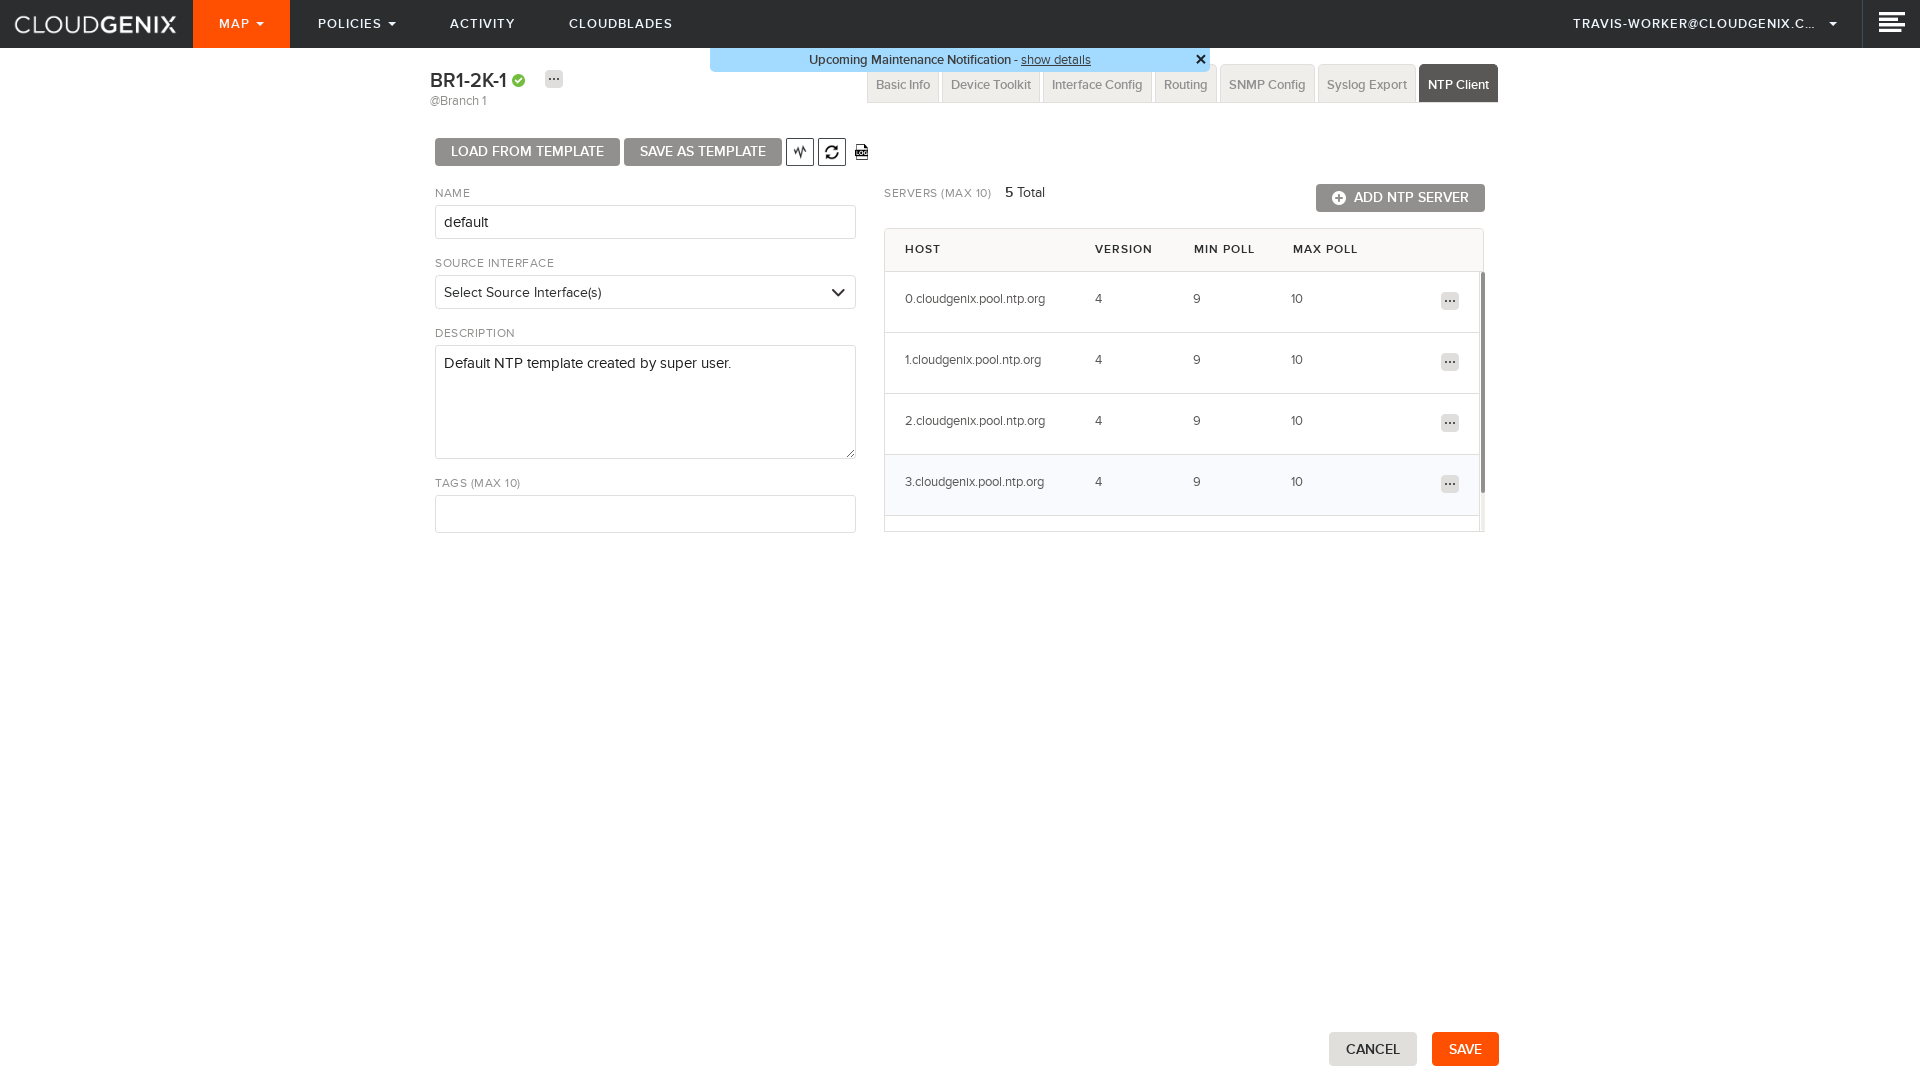 CLOUDGENIX MAP POLICIES ACTIVITY CLOUDBLADES TRAVIS-WORKER@CLOUDGENIX.C...
Upcoming Maintenance Notification - show details
BR1-2K-1
@Branch 1
Basic Info Device Toolkit Interface Config Routing SNMP Config Syslog Export NTP Client
LOAD FROM TEMPLATE SAVE AS TEMPLATE LOG
NAME
default
SOURCE INTERFACE
Select Source Interface(s)
DESCRIPTION
Default NTP template created by super user.
TAGS (MAX 10)
SERVERS (MAX 10) 5 Total ADD NTP SERVER
HOST VERSION MIN POLL MAX POLL
0.cloudgenix.pool.ntp.org 4 9 10
1.cloudgenix.pool.ntp.org 4 9 10
2.cloudgenix.pool.ntp.org 4 9 10
3.cloudgenix.pool.ntp.org 4 9 10
CANCEL SAVE